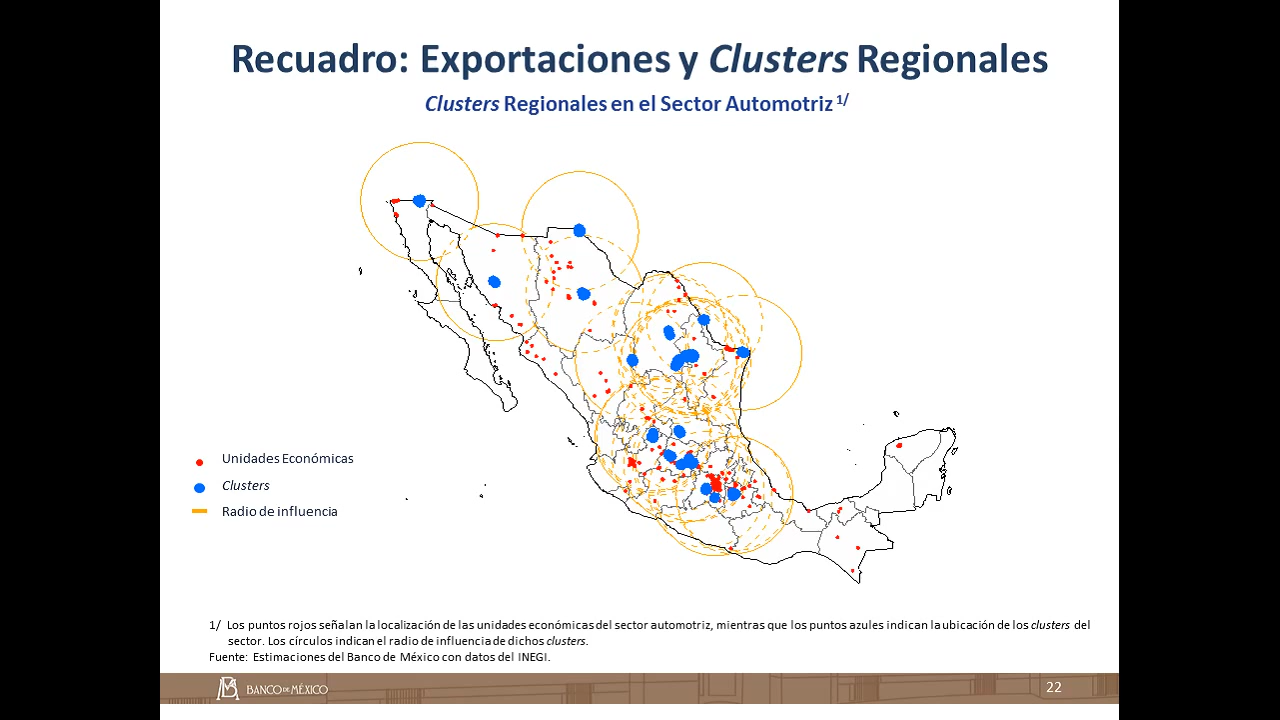 Recuadro: Exportaciones y Clusters Regionales
Clusters Regionales en el Sector Automotriz 1/
Unidades Económicas
Clusters
Radio de influencia
1/ Los puntos rojos señalan la localización de las unidades económicas del sector automotriz, mientras que los puntos azules indican la ubicación de los clusters del
sector. Los círculos indican el radio de influencia de dichos clusters.
Fuente: Estimaciones del Banco de México con datos del INEGI.
BANCO DE MÉXICO
22